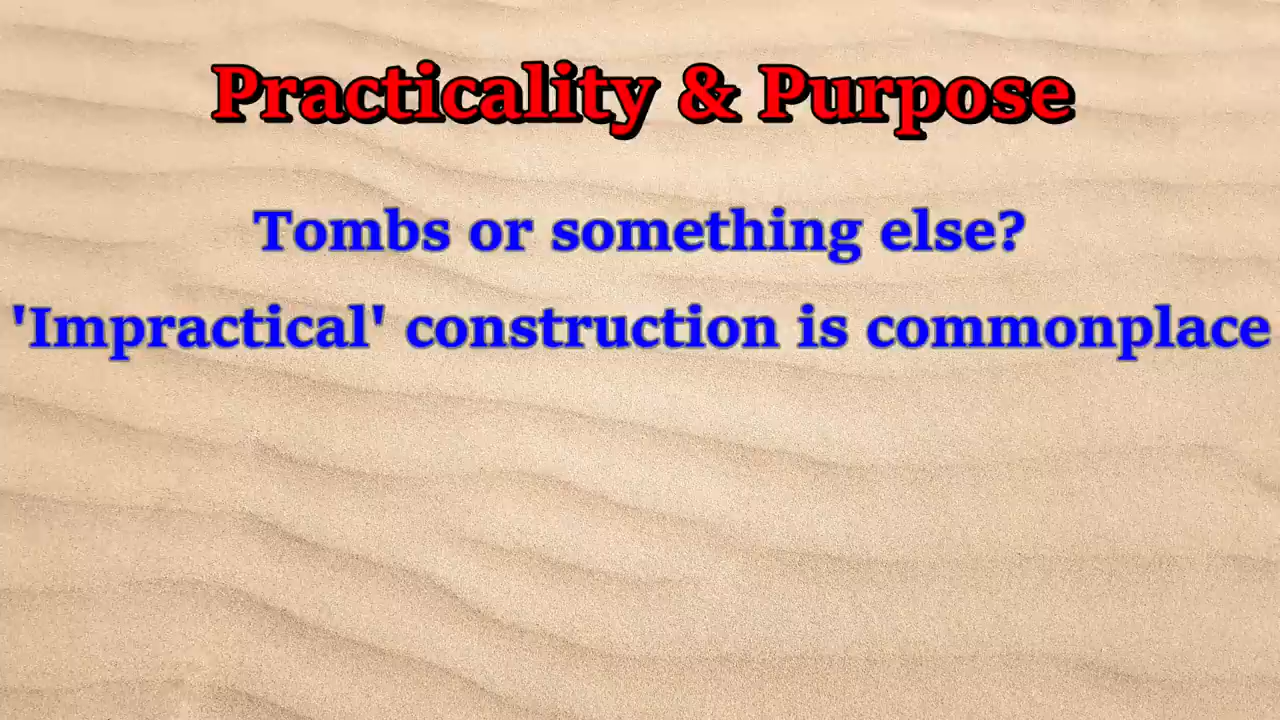 Practicality & Purpose
Tombs or something else?
'Impractical' construction is commonplace